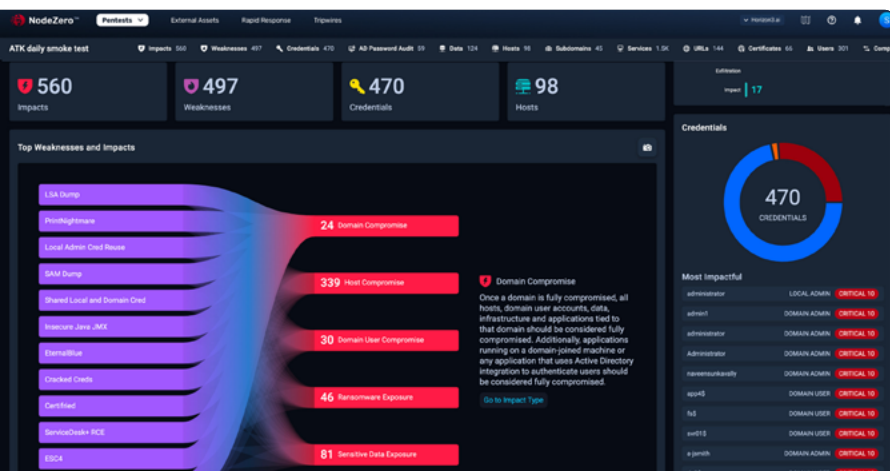 NodeZero™ Pentests External Assets Rapid Response Tripwires Horizon3.ai
ATK daily smoke test Impacts 560 Weaknesses 497 Credentials 470 AD Password Audit 59 Data 124 Hosts 98 Subdomains 45 Services 1.5K URLs 144 Certificates 66 Users 301
560
Impacts
497
Weaknesses
470
Credentials
98
Hosts
Exfiltration
Impact 17
Top Weaknesses and Impacts
LSA Dump
PrintNightmare
Local Admin Cred Reuse
SAM Dump
Shared Local and Domain Cred
Insecure Java JMX
EternalBlue
Cracked Creds
Certifried
ServiceDesk+ RCE
ESC4
24 Domain Compromise
339 Host Compromise
30 Domain User Compromise
46 Ransomware Exposure
81 Sensitive Data Exposure
Domain Compromise
Once a domain is fully compromised, all
hosts, domain user accounts, data,
infrastructure and applications tied to
that domain should be considered fully
compromised. Additionally, applications
running on a domain-joined machine or
any application that uses Active Directory
integration to authenticate users should
be considered fully compromised.
Go to Impact Type
Credentials
470
CREDENTIALS
Most Impactful
administrator LOCAL ADMIN CRITICAL 10
admin1 DOMAIN ADMIN CRITICAL 10
administrator DOMAIN ADMIN CRITICAL 10
Administrator DOMAIN ADMIN CRITICAL 10
naveensunkavally DOMAIN ADMIN CRITICAL 10
app4$ DOMAIN USER CRITICAL 10
DOMAIN USER CRITICAL 10
svr01$ DOMAIN USER CRITICAL 10
e.jsmith DOMAIN ADMIN CRITICAL 10